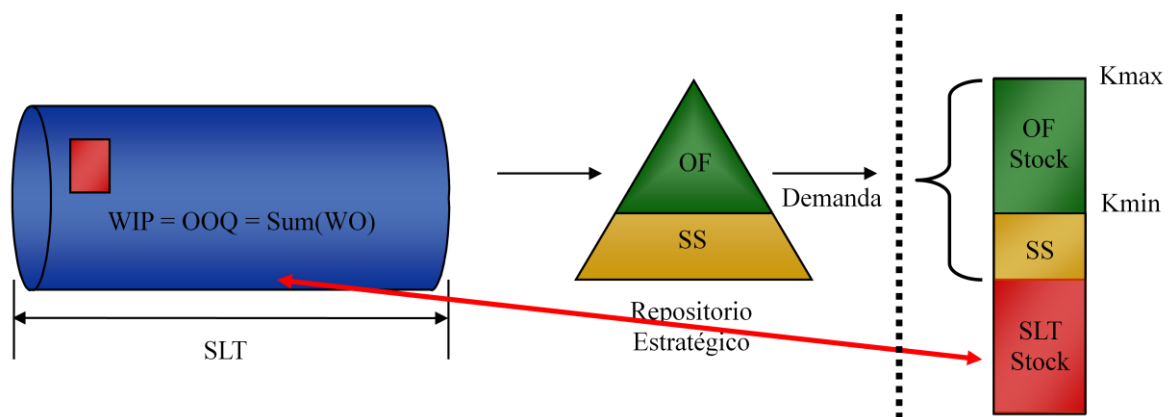 WIP = OOQ = Sum(WO)
SLT
OF
SS
Repositorio
Estratégico
Demanda
Kmax
OF
Stock
Kmin
SS
SLT
Stock